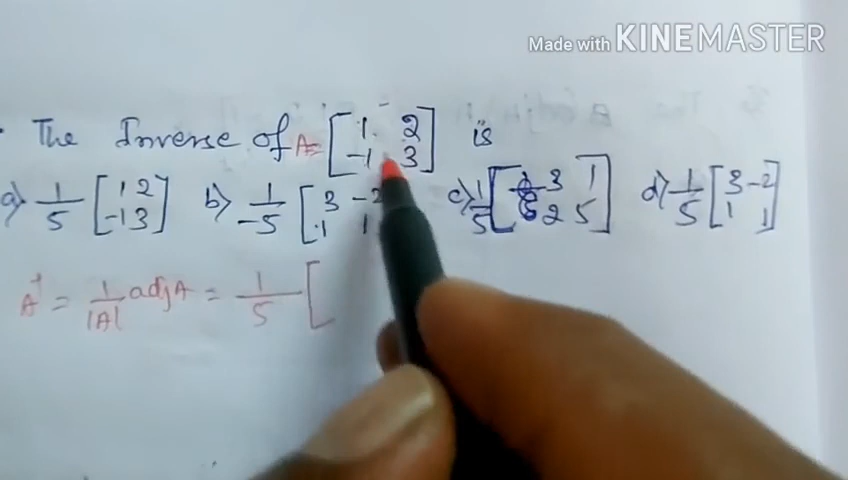 Made with KINEMASTER
The Inverse of A= [ 1 2 is
-1 3 ]
a) 1/5 [ 1 2 b) 1/-5 [ 3 -2 c) 1/5 [ 3 1 d) 1/5 [ 3 -2
-1 3 ] 1 1 2 5 ] 1 1 ]
A⁻¹ = 1/|A| adj A = 1/5 [